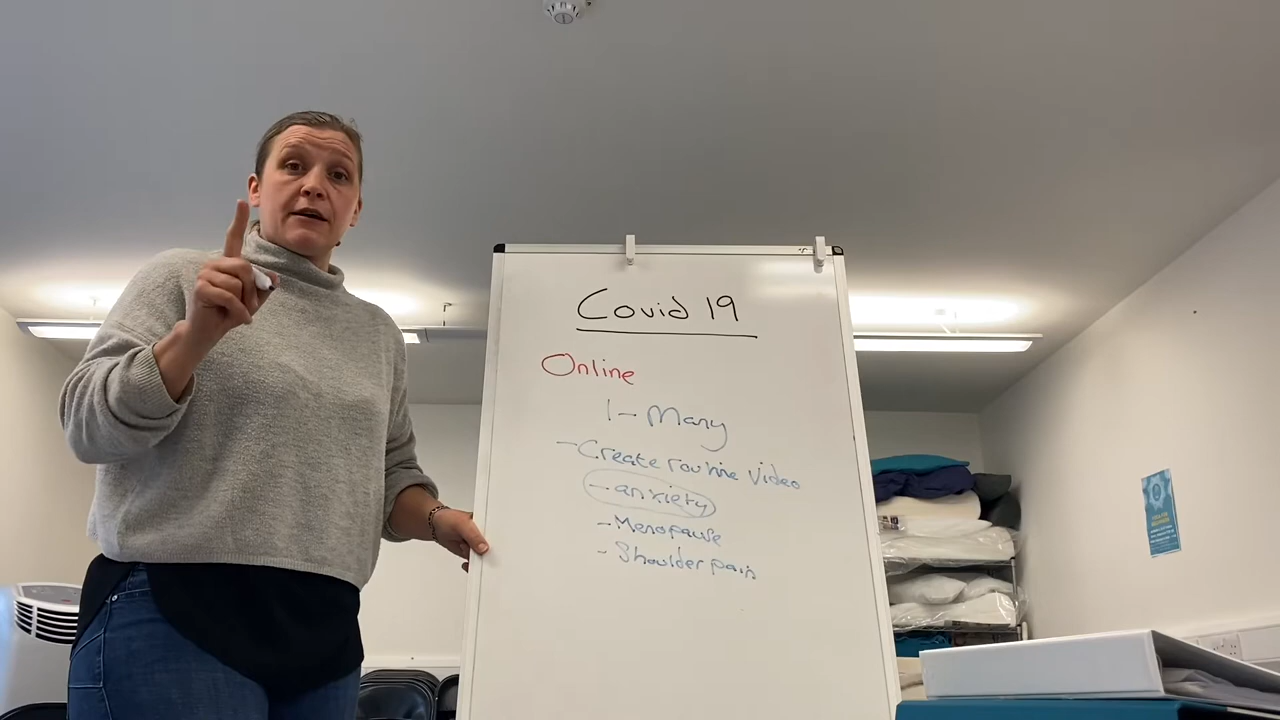 Covid 19
Online
1- Many
- Create routine video
- anxiety
- Menopause
- Shoulder pain